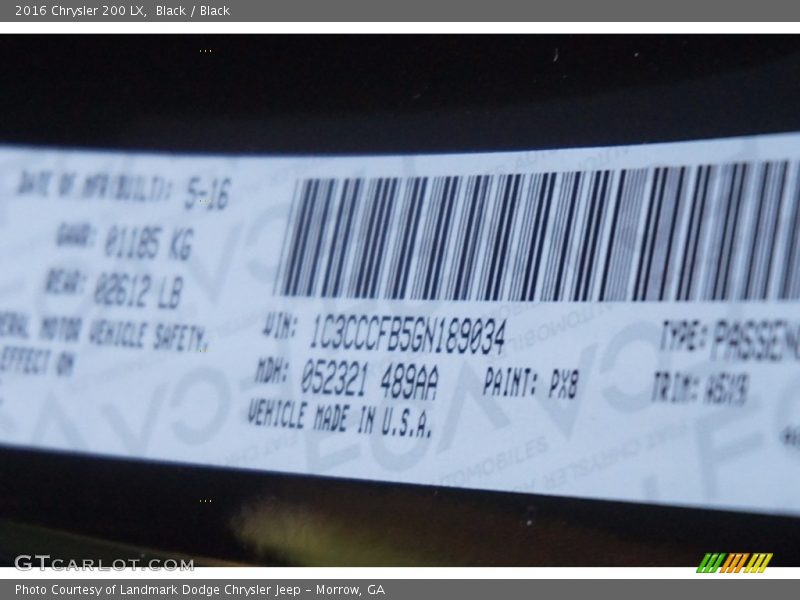 2016 Chrysler 200 LX, Black / Black
DATE OF MFR(BUILT): 5-16
GAWR: 01185 KG
REAR: 02612 LB
MOTOR VEHICLE SAFETY,
EFFECT ON
VIN: 1C3CCCFB5GN189034
MDH: 052321 489AA
PAINT: PX8
VEHICLE MADE IN U.S.A.
TYPE: PASSEN
TRIM: A5X9
GTCARLOT.COM
Photo Courtesy of Landmark Dodge Chrysler Jeep – Morrow, GA